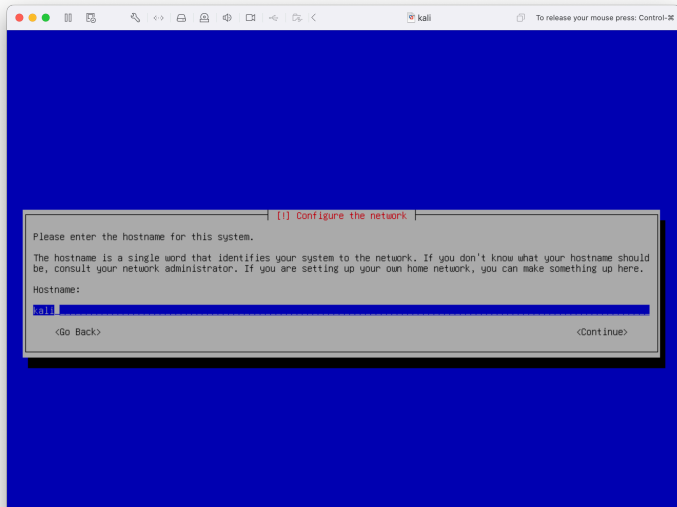 kali
To release your mouse press: Control-⌘
[!] Configure the network
Please enter the hostname for this system.
The hostname is a single word that identifies your system to the network. If you don't know what your hostname should
be, consult your network administrator. If you are setting up your own home network, you can make something up here.
Hostname:
kali
<Go Back> <Continue>